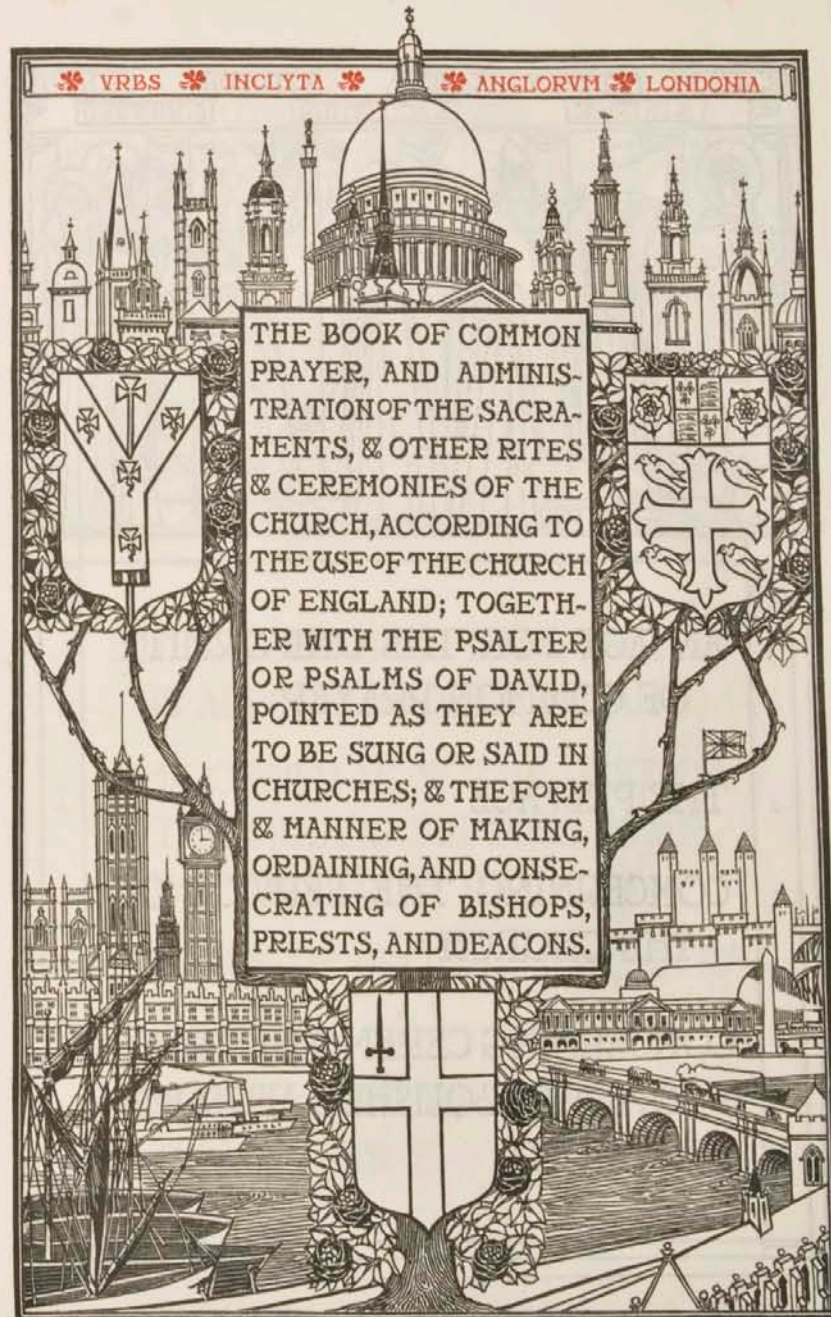 VRBS INCLYTA ANGLORVM LONDONIA
THE BOOK OF COMMON
PRAYER, AND ADMINIS-
TRATION OF THE SACRA-
MENTS, & OTHER RITES
& CEREMONIES OF THE
CHURCH, ACCORDING TO
THE USE OF THE CHURCH
OF ENGLAND; TOGETH-
ER WITH THE PSALTER
OR PSALMS OF DAVID,
POINTED AS THEY ARE
TO BE SUNG OR SAID IN
CHURCHES; & THE FORM
& MANNER OF MAKING,
ORDAINING, AND CONSE-
CRATING OF BISHOPS,
PRIESTS, AND DEACONS.